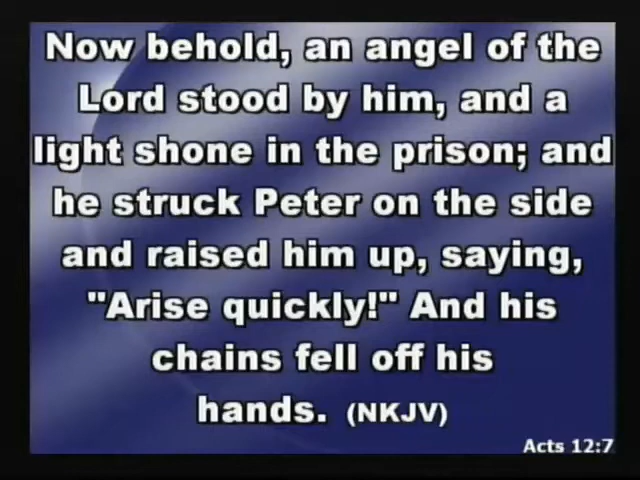 Now behold, an angel of the
Lord stood by him, and a
light shone in the prison; and
he struck Peter on the side
and raised him up, saying,
"Arise quickly!" And his
chains fell off his
hands. (NKJV)
Acts 12:7